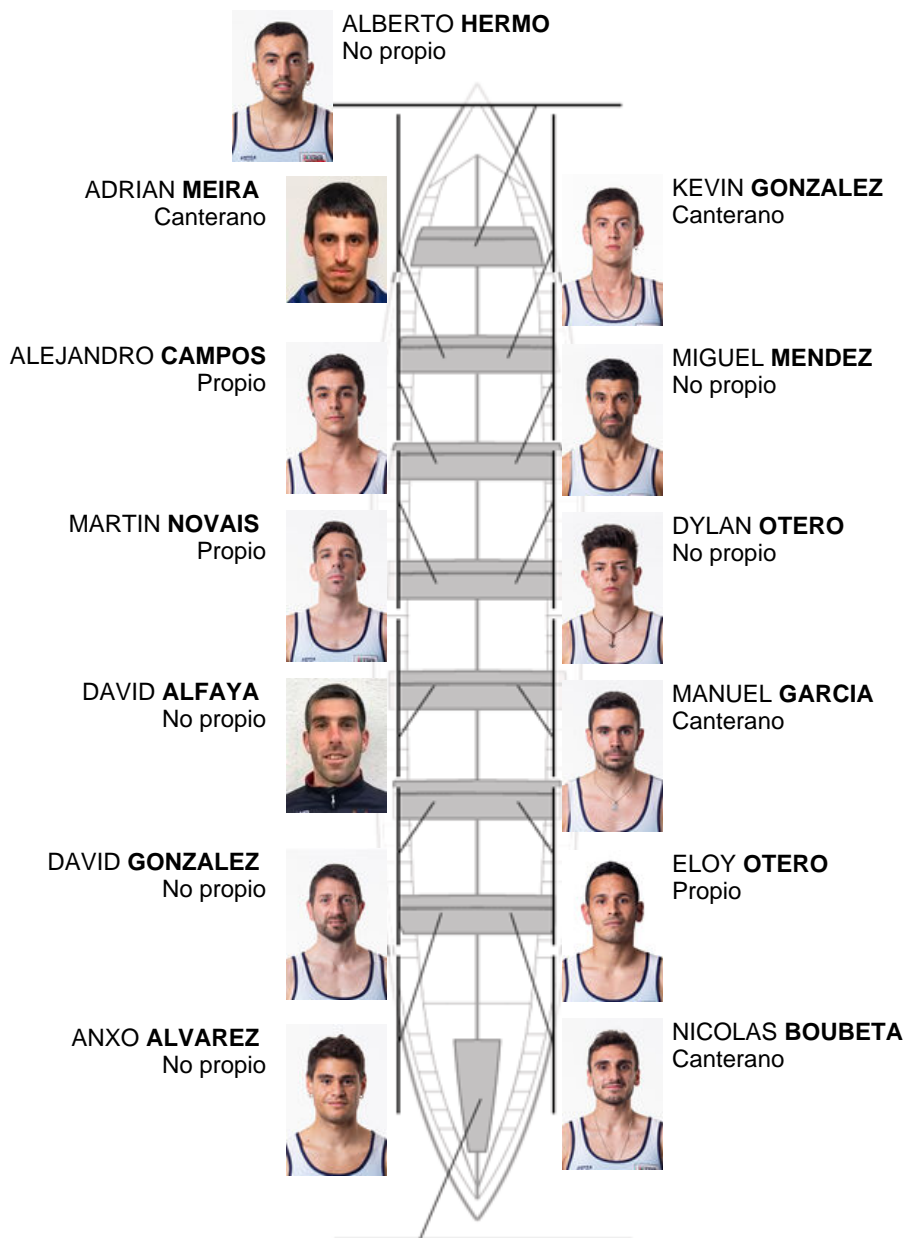 ALBERTO HERMO
No propio
ADRIAN MEIRA
Canterano
KEVIN GONZALEZ
Canterano
ALEJANDRO CAMPOS
Propio
MIGUEL MENDEZ
No propio
MARTIN NOVAIS
Propio
DYLAN OTERO
No propio
DAVID ALFAYA
No propio
MANUEL GARCIA
Canterano
DAVID GONZALEZ
No propio
ELOY OTERO
Propio
ANXO ALVAREZ
No propio
NICOLAS BOUBETA
Canterano